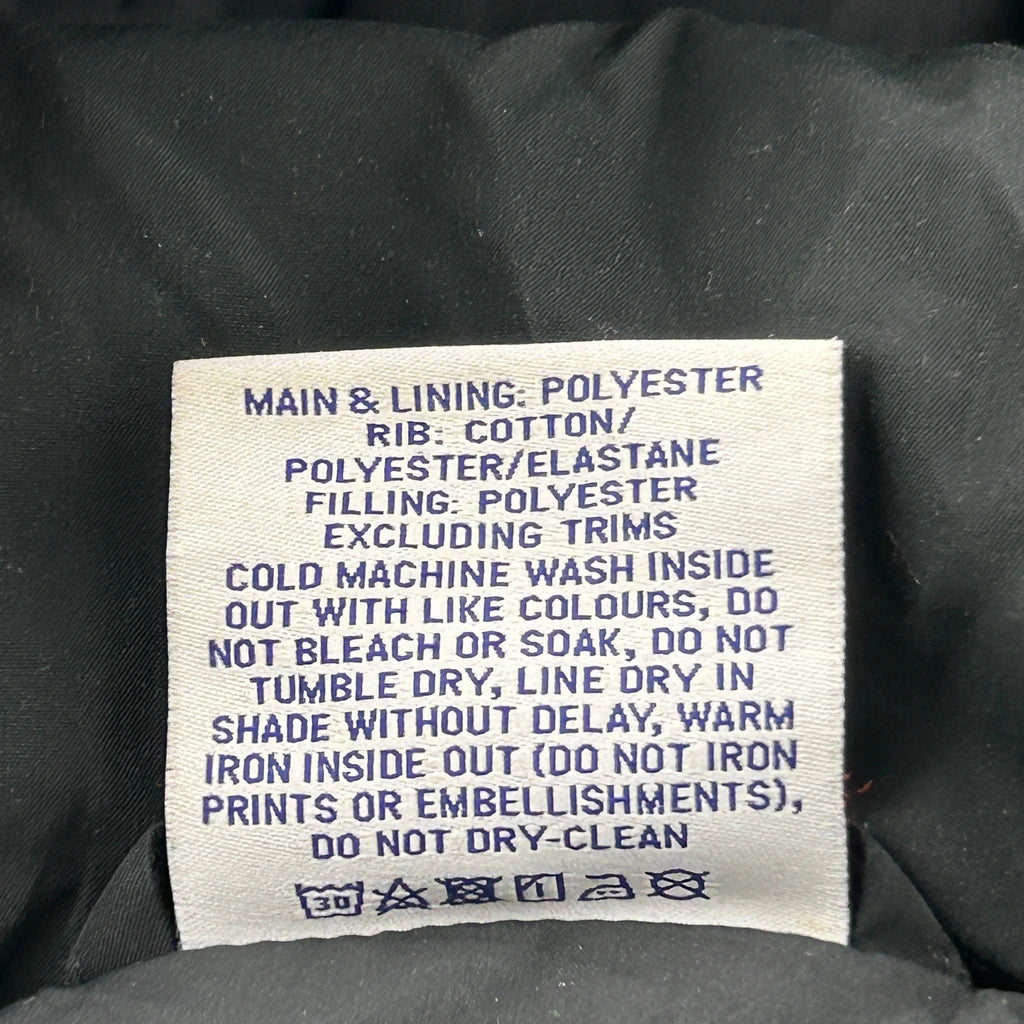 MAIN & LINING: POLYESTER
RIB: COTTON/
POLYESTER/ELASTANE
FILLING: POLYESTER
EXCLUDING TRIMS
COLD MACHINE WASH INSIDE
OUT WITH LIKE COLOURS, DO
NOT BLEACH OR SOAK, DO NOT
TUMBLE DRY, LINE DRY IN
SHADE WITHOUT DELAY, WARM
IRON INSIDE OUT (DO NOT IRON
PRINTS OR EMBELLISHMENTS),
DO NOT DRY-CLEAN
30